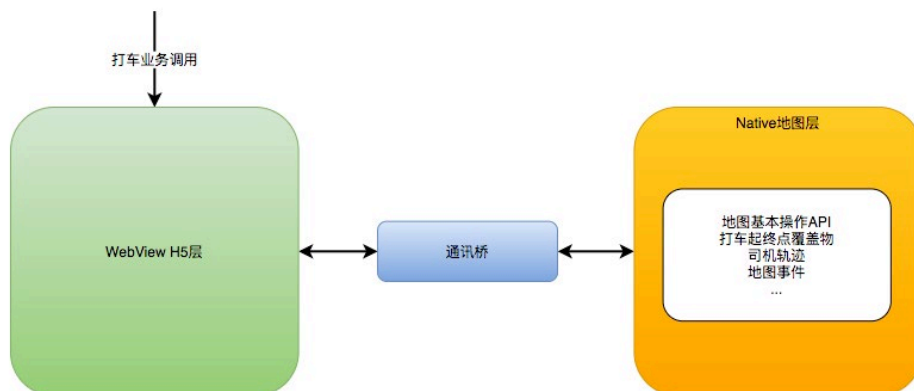 打车业务调用
Native地图层
地图基本操作API
打车起终点覆盖物
司机轨迹
地图事件
...
WebView H5层
通讯桥